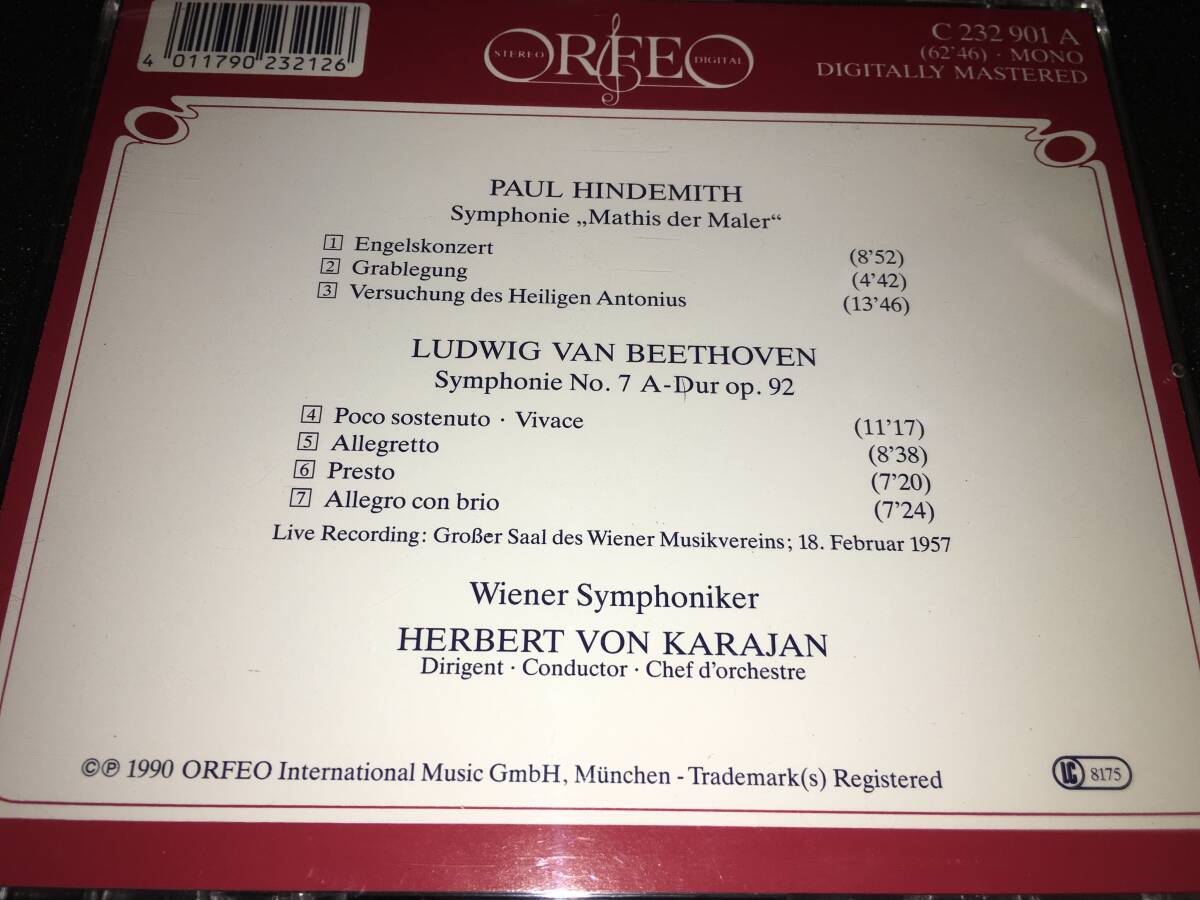 4 011790 232126
STEREO ORFEO DIGITAL
C 232 901 A
(62'46) · MONO
DIGITALLY MASTERED
PAUL HINDEMITH
Symphonie „Mathis der Maler“
1 Engelskonzert (8'52)
2 Grablegung (4'42)
3 Versuchung des Heiligen Antonius (13'46)
LUDWIG VAN BEETHOVEN
Symphonie No. 7 A-Dur op. 92
4 Poco sostenuto · Vivace (11'17)
5 Allegretto (8'38)
6 Presto (7'20)
7 Allegro con brio (7'24)
Live Recording: Großer Saal des Wiener Musikvereins; 18. Februar 1957
Wiener Symphoniker
HERBERT VON KARAJAN
Dirigent · Conductor · Chef d'orchestre
©℗ 1990 ORFEO International Music GmbH, München - Trademark(s) Registered
LC 8175